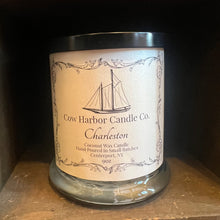 Cow Harbor Candle Co.
Charleston
Coconut Wax Candle
Hand Poured in Small Batches
Centerport, NY
9oz